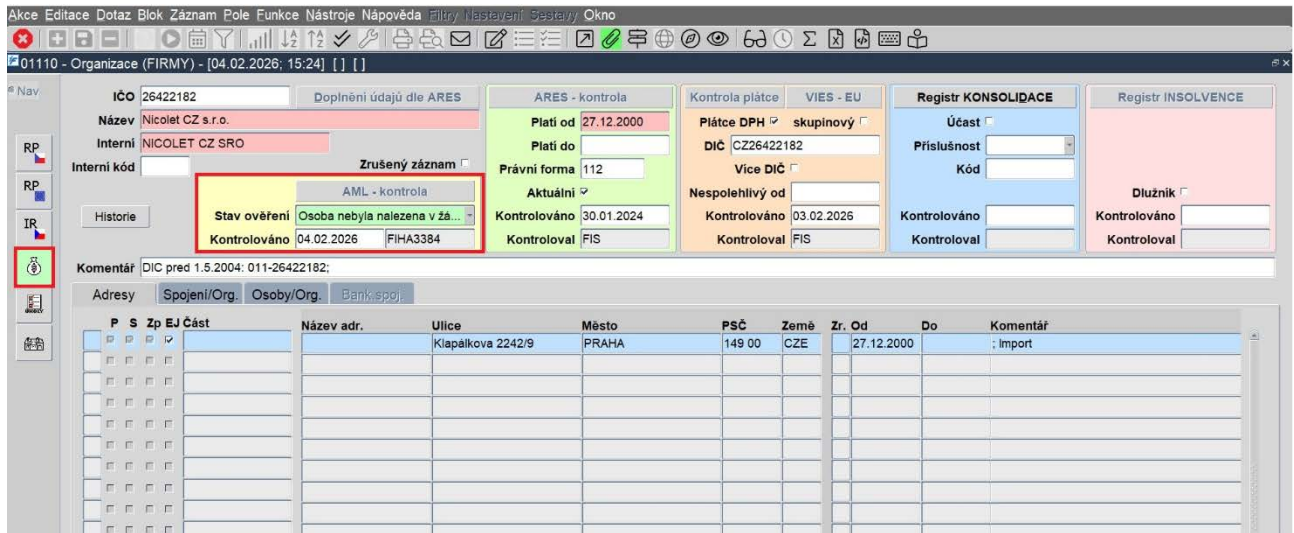 Akce Editace Dotaz Blok Záznam Pole Funkce Nástroje Nápověda Filtry Nastavení Sestavy Okno
01110 - Organizace (FIRMY) - [04.02.2026; 15:24] [ ] [ ]
Nav
IČO 26422182 Doplnění údajů dle ARES ARES - kontrola Kontrola plátce VIES - EU Registr KONSOLIDACE Registr INSOLVENCE
Název Nicolet CZ s.r.o. Platí od 27.12.2000 Plátce DPH skupinový Účast
RP Interní NICOLET CZ SRO Platí do DIČ CZ26422182 Příslušnost
Interní kód Zrušený záznam Právní forma 112 Více DIČ Kód
RP AML - kontrola Aktuální Nespolehlivý od Dlužník
IR Historie Stav ověření Osoba nebyla nalezena v žá... Kontrolováno 30.01.2024 Kontrolováno 03.02.2026 Kontrolováno Kontrolováno
Kontrolováno 04.02.2026 FIHA3384 Kontroloval FIS Kontroloval FIS Kontroloval Kontroloval
Komentář DIC pred 1.5.2004: 011-26422182;
Adresy Spojení/Org. Osoby/Org. Bank.spoj
P S Zp EJ Část Název adr. Ulice Město PSČ Země Zr. Od Do Komentář
Klapálkova 2242/9 PRAHA 149 00 CZE 27.12.2000 ; Import